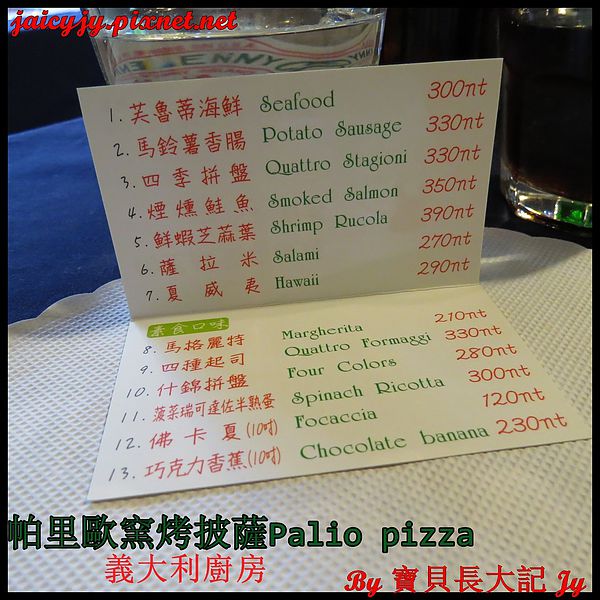 jaicyjy.pixnet.net
1. 芙魯蒂海鮮 Seafood 300nt
2. 馬鈴薯香腸 Potato Sausage 330nt
3. 四季拼盤 Quattro Stagioni 330nt
4. 煙燻鮭魚 Smoked Salmon 350nt
5. 鮮蝦芝蔴葉 Shrimp Rucola 390nt
6. 薩拉米 Salami 270nt
7. 夏威夷 Hawaii 290nt
素食口味
8. 馬格麗特 Margherita 210nt
9. 四種起司 Quattro Formaggi 330nt
10. 什錦拼盤 Four Colors 280nt
11. 菠菜瑞可達佐半熟蛋 Spinach Ricotta 300nt
12. 佛卡夏(10吋) Focaccia 120nt
13. 巧克力香蕉(10吋) Chocolate banana 230nt
帕里歐窯烤披薩Palio pizza
義大利廚房
By 寶貝長大記 Jy